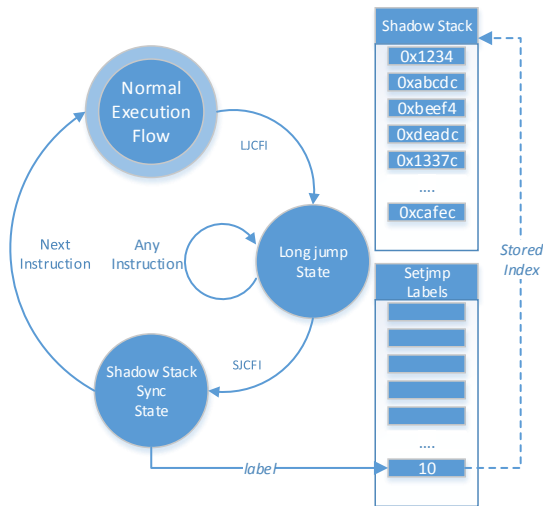 Shadow Stack
0x1234
0xabcdc
0xbeef4
0xdeadc
0x1337c
....
0xcafec
Normal
Execution
Flow
LJCFI
Next
Instruction
Any
Instruction
Long jump
State
Stored
Index
Setjmp
Labels
....
10
SJCFI
Shadow Stack
Sync
State
label